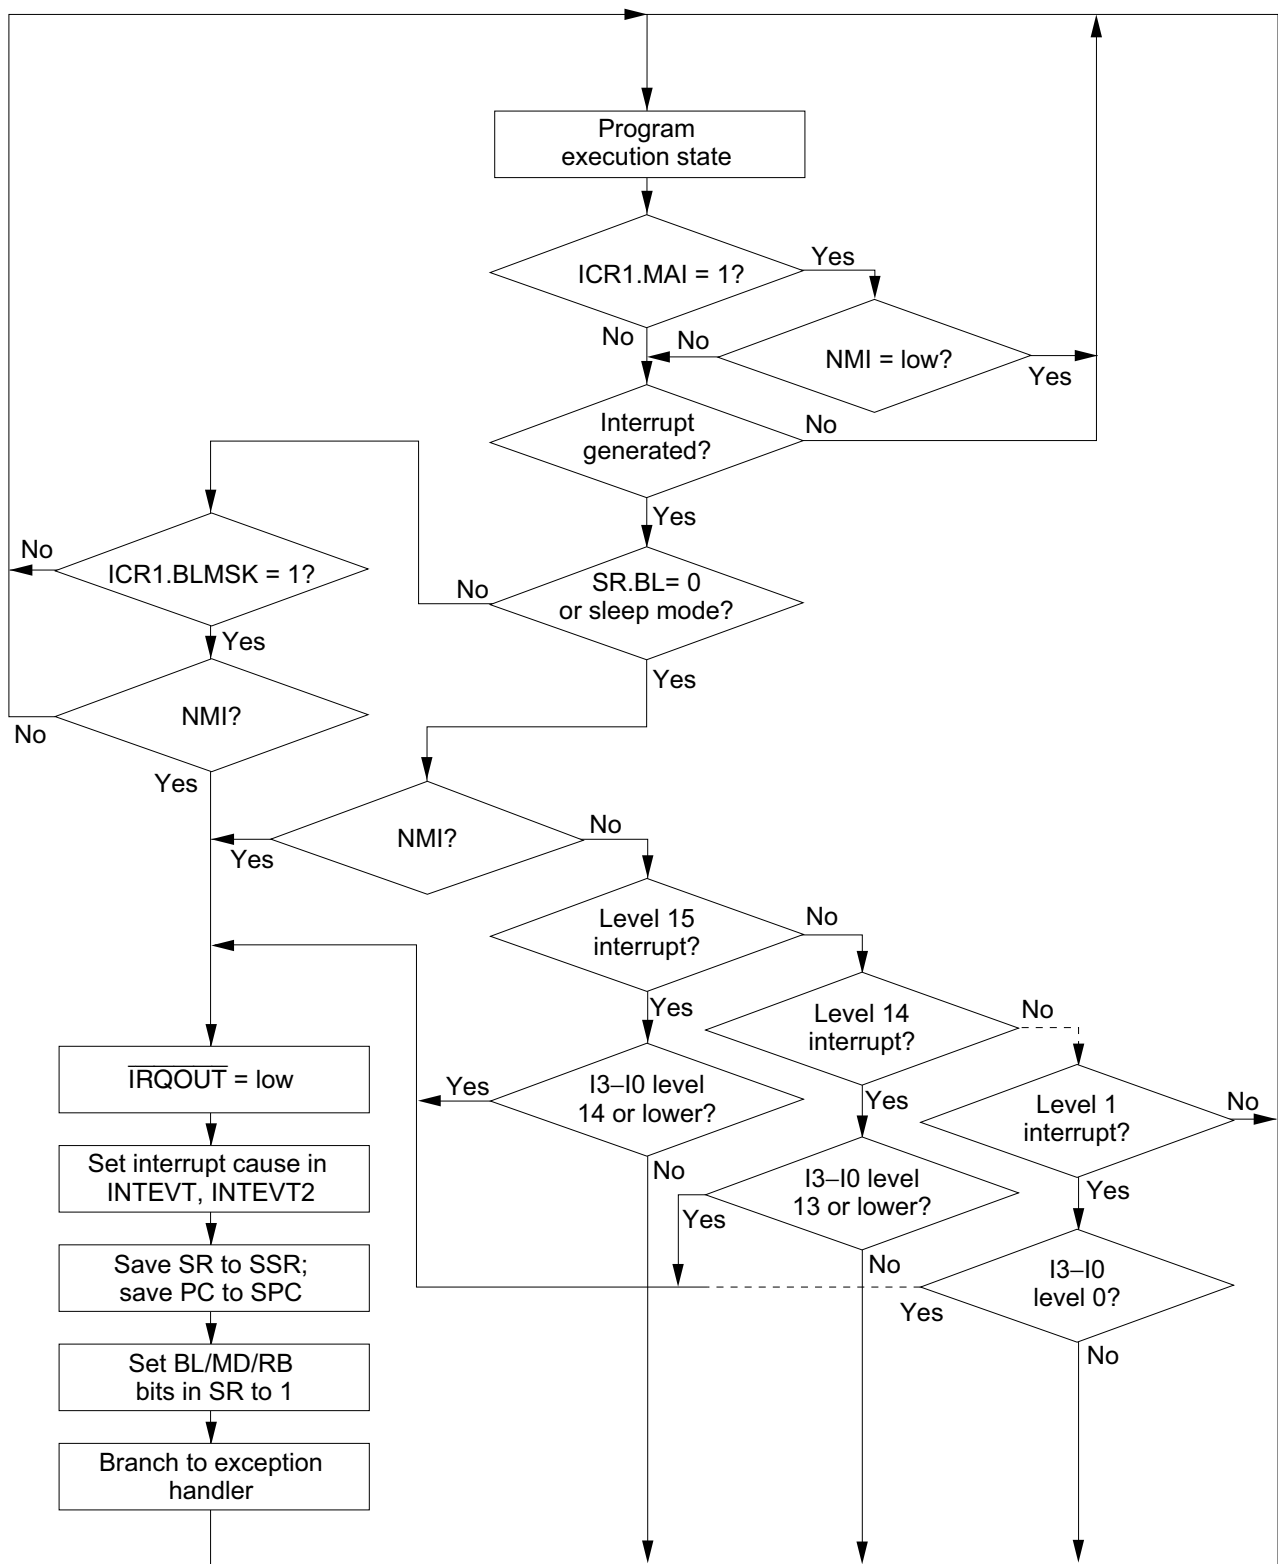 Program
execution state
ICR1.MAI = 1?
Yes
No
NMI = low?
No
Yes
Interrupt
generated?
No
Yes
SR.BL= 0
or sleep mode?
No
Yes
ICR1.BLMSK = 1?
No
Yes
NMI?
No
Yes
NMI?
Yes
No
Level 15
interrupt?
No
Yes
Level 14
interrupt?
No
Yes
Level 1
interrupt?
No
Yes
I3–I0 level
14 or lower?
Yes
No
I3–I0 level
13 or lower?
Yes
No
I3–I0
level 0?
Yes
No
IRQOUT = low
Set interrupt cause in
INTEVT, INTEVT2
Save SR to SSR;
save PC to SPC
Set BL/MD/RB
bits in SR to 1
Branch to exception
handler